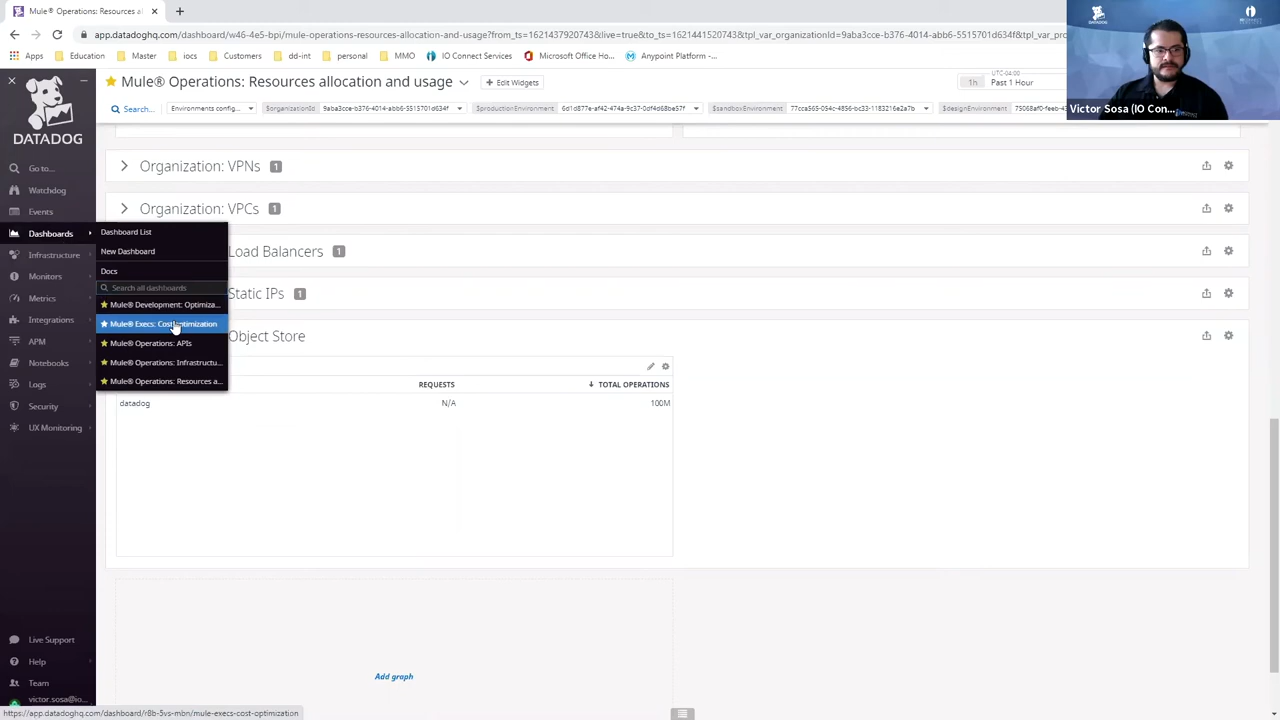 Mule® Operations: Resources a
app.datadoghq.com/dashboard/w46-4e5-bpi/mule-operations-resources-allocation-and-usage?from_ts=1621437920743&live=true&to_ts=1621441520743&tpl_var_organizationId=9aba3cce-b376-4014-abb6-5515701d634f&tpl_var_pro
Apps Education Master iocs Customers dd-int personal MMO IO Connect Services Microsoft Office Ho... Anypoint Platform -...
Victor Sosa (IO Con...
DATADOG
Go to...
Watchdog
Events
Dashboards
Infrastructure
Monitors
Metrics
Integrations
APM
Notebooks
Logs
Security
UX Monitoring
Live Support
Help
Team
victor.sosa@io...
Dashboard List
New Dashboard
Docs
Search all dashboards
Mule® Development: Optimiza...
Mule® Execs: Cost Optimization
Mule® Operations: APIs
Mule® Operations: Infrastructu...
Mule® Operations: Resources a...
Mule® Operations: Resources allocation and usage
Edit Widgets
1h UTC-04:00 Past 1 Hour
Search... Environments config... $organizationId 9aba3cce-b376-4014-abb6-5515701d634f $productionEnvironment 6d1d877e-af42-474a-9c37-0df4d68be57f $sandboxEnvironment 77cca565-054c-4856-bc33-1183216e2a7b $designEnvironment 75068af0-feeb-4
Organization: VPNs 1
Organization: VPCs 1
Load Balancers 1
Static IPs 1
Object Store
REQUESTS TOTAL OPERATIONS
datadog N/A 100M
Add graph
https://app.datadoghq.com/dashboard/r8b-5vs-mbn/mule-execs-cost-optimization